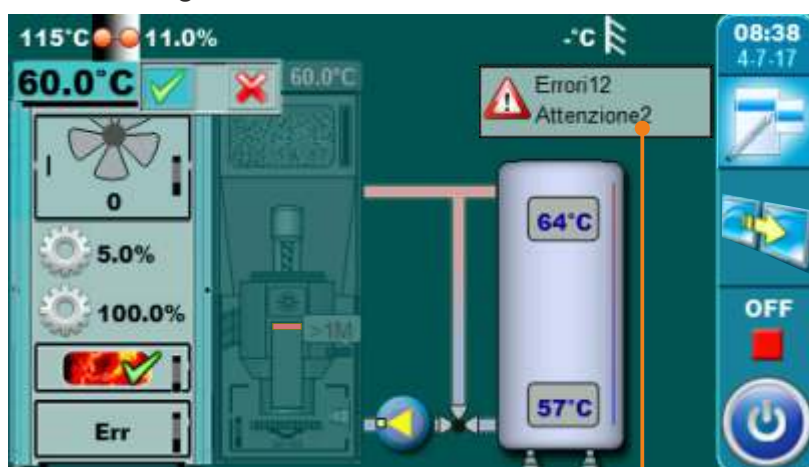 115°C 11.0%
-°C
08:38
4-7-17
60.0°C
60.0°C
Errori12
Attenzione2
0
5.0%
100.0%
>1M
Err
64°C
57°C
OFF